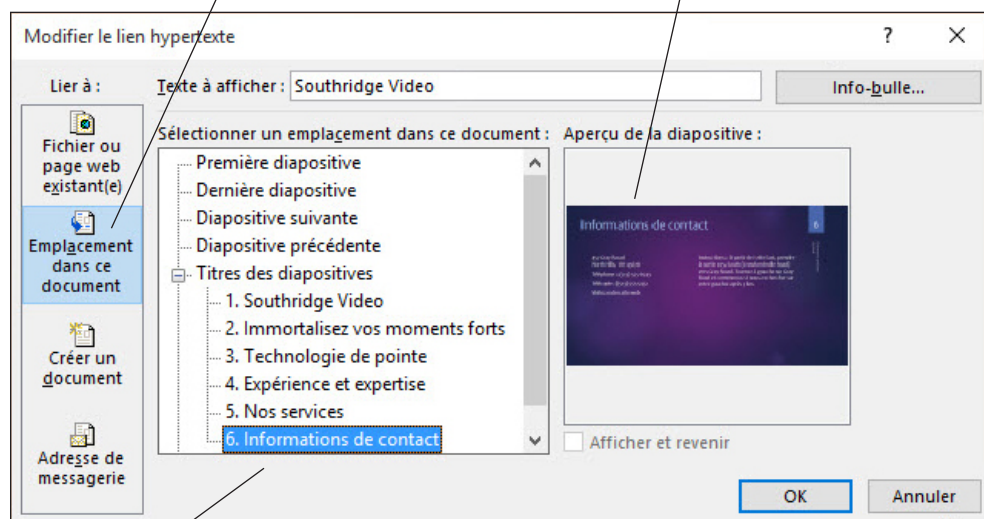 Modifier le lien hypertexte
? X
Lier à :
Texte à afficher : Southridge Video
Info-bulle...
Fichier ou
page web
existant(e)
Emplacement
dans ce
document
Créer un
document
Adresse de
messagerie
Sélectionner un emplacement dans ce document :
Première diapositive
Dernière diapositive
Diapositive suivante
Diapositive précédente
Titres des diapositives
1. Southridge Video
2. Immortalisez vos moments forts
3. Technologie de pointe
4. Expérience et expertise
5. Nos services
6. Informations de contact
Aperçu de la diapositive :
Informations de contact
6
Afficher et revenir
OK
Annuler